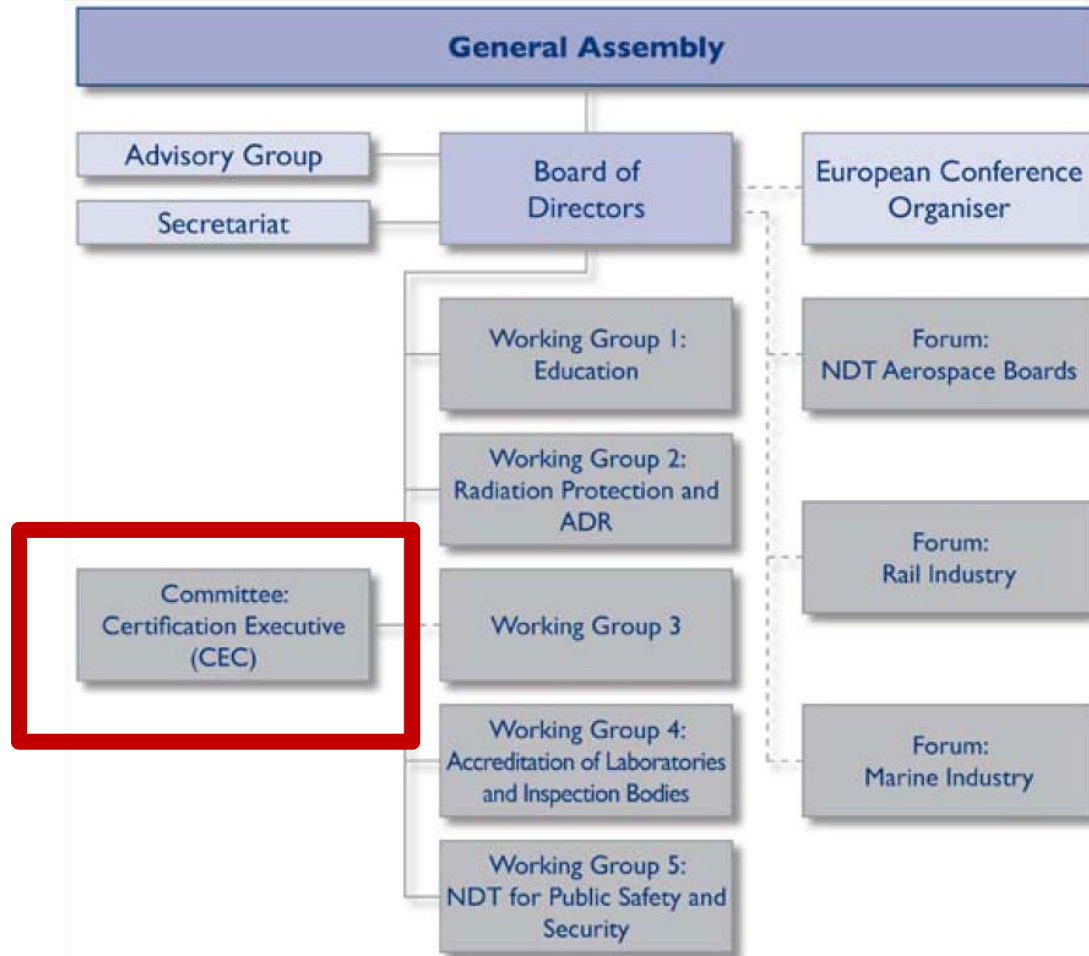 General Assembly
Advisory Group
Secretariat
Board of
Directors
European Conference
Organiser
Working Group 1:
Education
Forum:
NDT Aerospace Boards
Working Group 2:
Radiation Protection and
ADR
Forum:
Rail Industry
Committee:
Certification Executive
(CEC)
Working Group 3
Working Group 4:
Accreditation of Laboratories
and Inspection Bodies
Forum:
Marine Industry
Working Group 5:
NDT for Public Safety and
Security